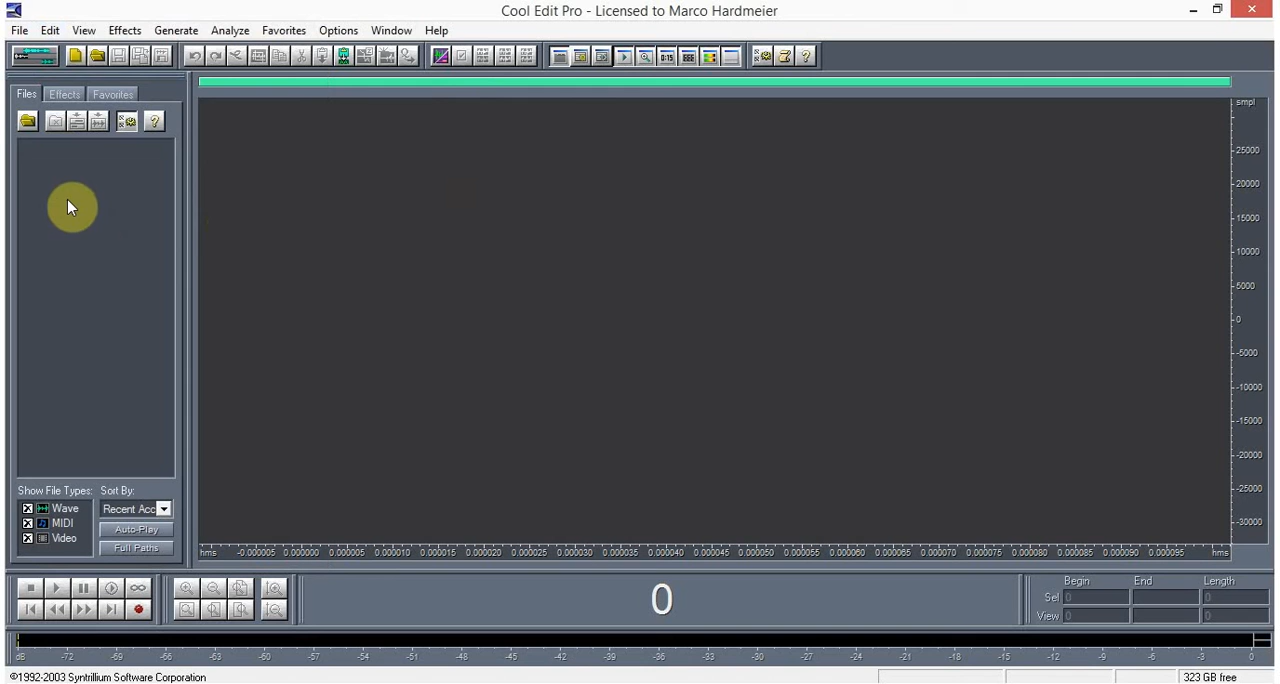 Cool Edit Pro - Licensed to Marco Hardmeier
File Edit View Effects Generate Analyze Favorites Options Window Help
Files Effects Favorites
smpl
25000
20000
15000
10000
5000
0
-5000
-10000
-15000
-20000
-25000
-30000
Show File Types: Sort By:
Wave Recent Acc
MIDI Auto-Play
Video Full Paths
hms -0.000005 0.000000 0.000005 0.000010 0.000015 0.000020 0.000025 0.000030 0.000035 0.000040 0.000045 0.000050 0.000055 0.000060 0.000065 0.000070 0.000075 0.000080 0.000085 0.000090 0.000095 hms
0
Begin End Length
Sel 0 0
View 0 0
dB -72 -69 -66 -63 -60 -57 -54 -51 -48 -45 -42 -39 -36 -33 -30 -27 -24 -21 -18 -15 -12 -9 -6 -3 0
©1992-2003 Syntrillium Software Corporation 323 GB free